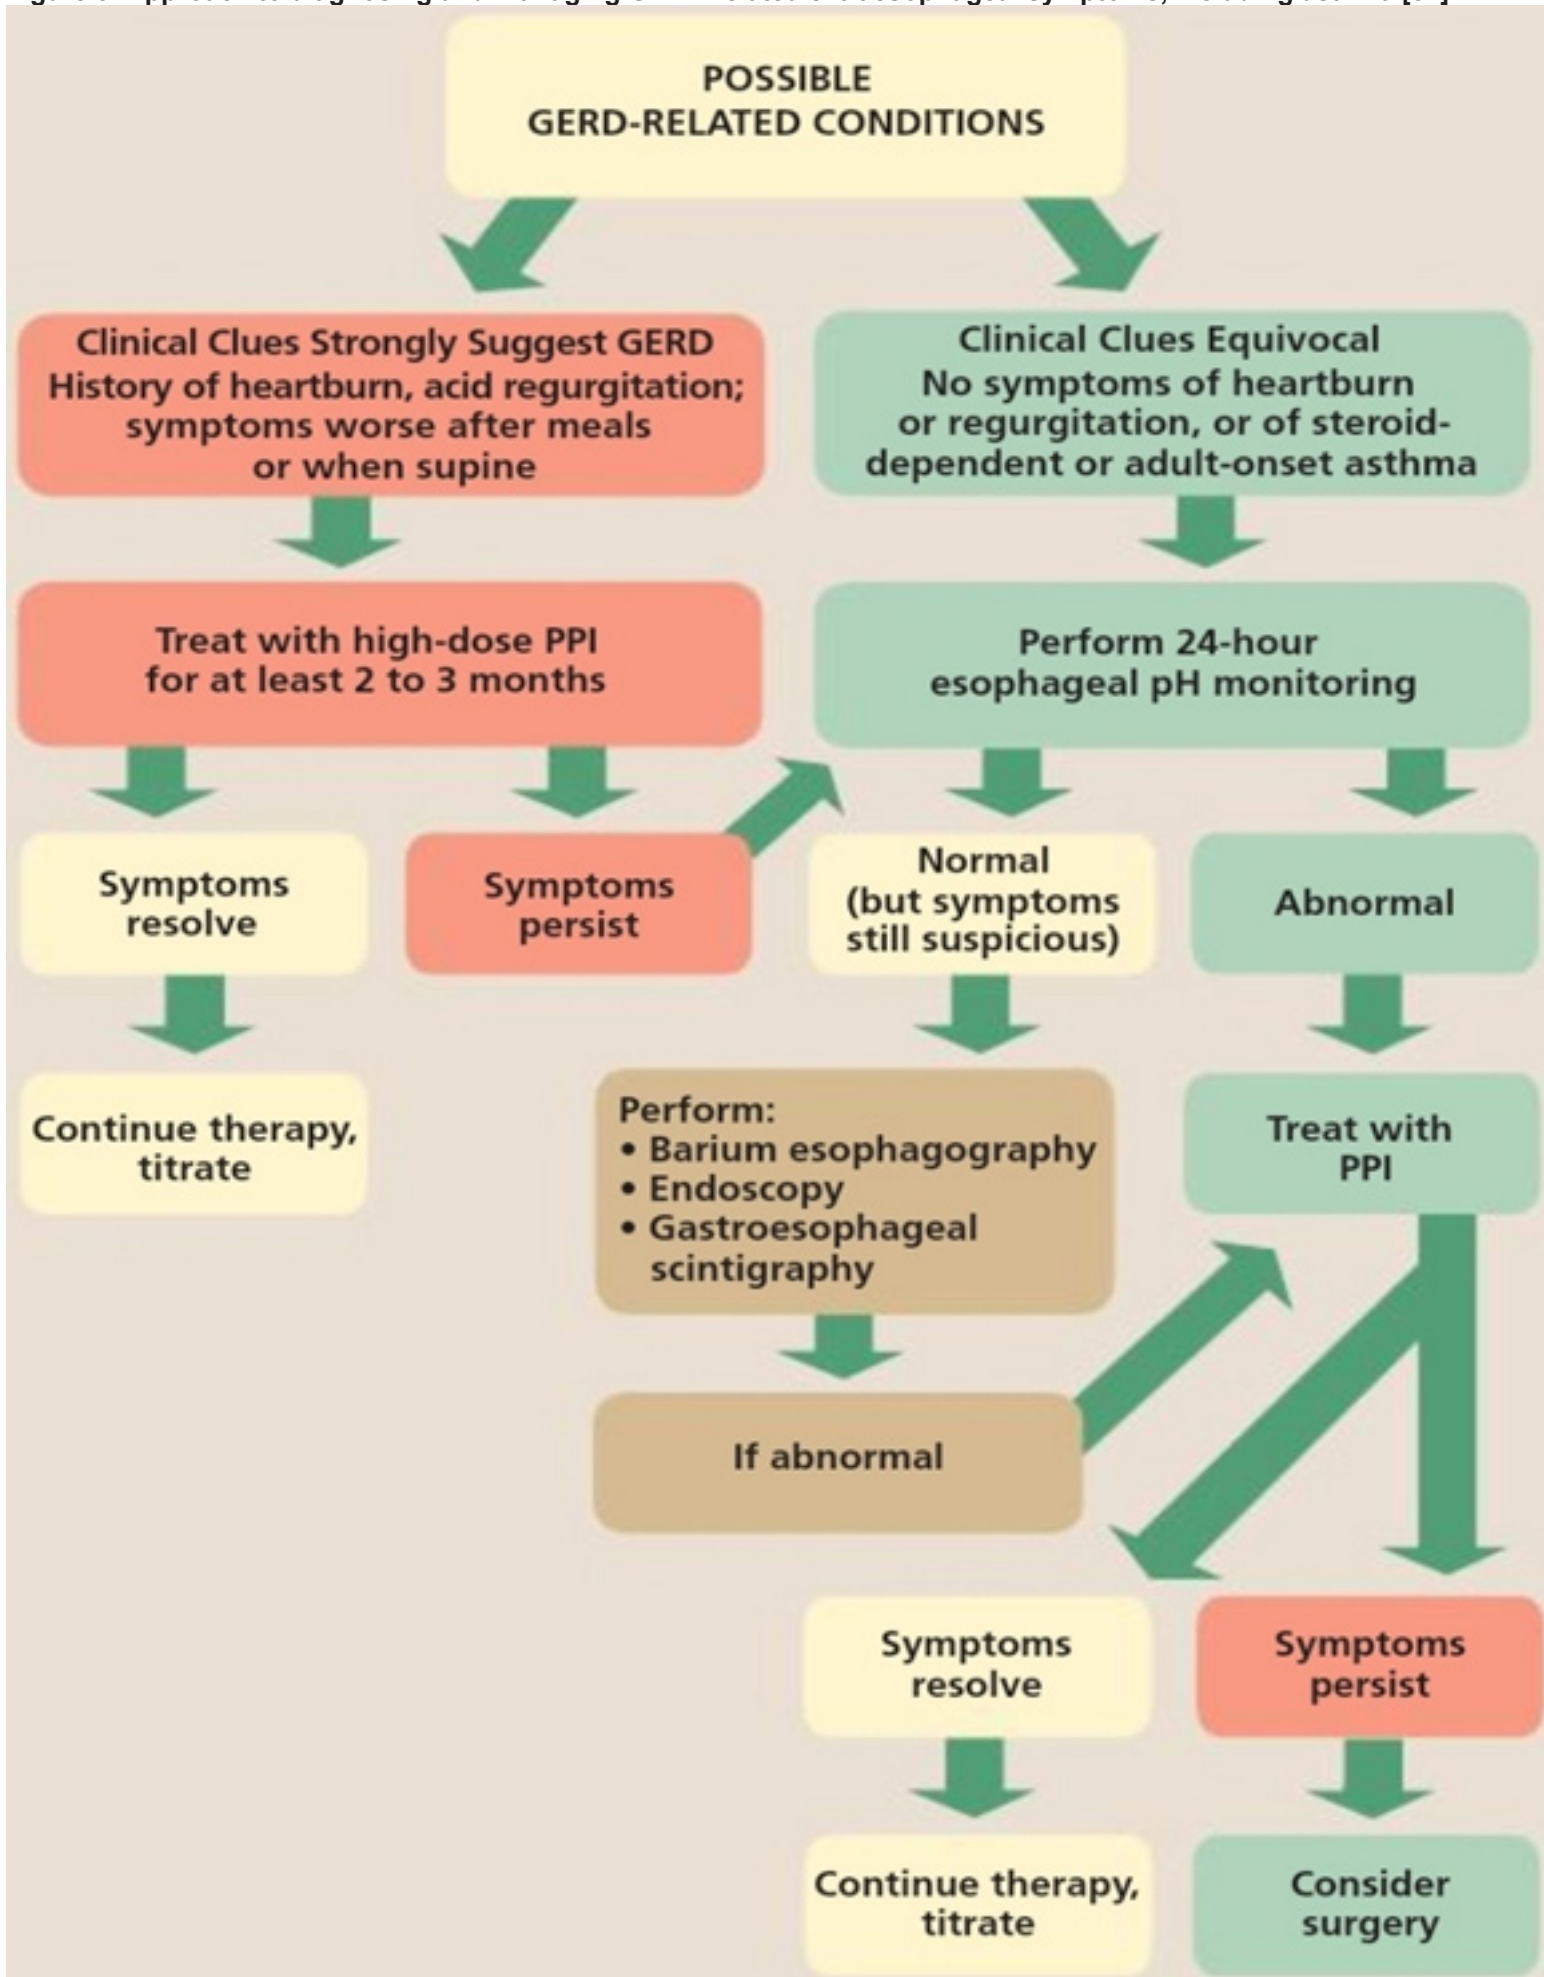 POSSIBLE
GERD-RELATED CONDITIONS
Clinical Clues Strongly Suggest GERD
History of heartburn, acid regurgitation;
symptoms worse after meals
or when supine
Clinical Clues Equivocal
No symptoms of heartburn
or regurgitation, or of steroid-
dependent or adult-onset asthma
Treat with high-dose PPI
for at least 2 to 3 months
Perform 24-hour
esophageal pH monitoring
Symptoms
resolve
Symptoms
persist
Normal
(but symptoms
still suspicious)
Abnormal
Continue therapy,
titrate
Perform:
• Barium esophagography
• Endoscopy
• Gastroesophageal
scintigraphy
Treat with
PPI
If abnormal
Symptoms
resolve
Symptoms
persist
Continue therapy,
titrate
Consider
surgery